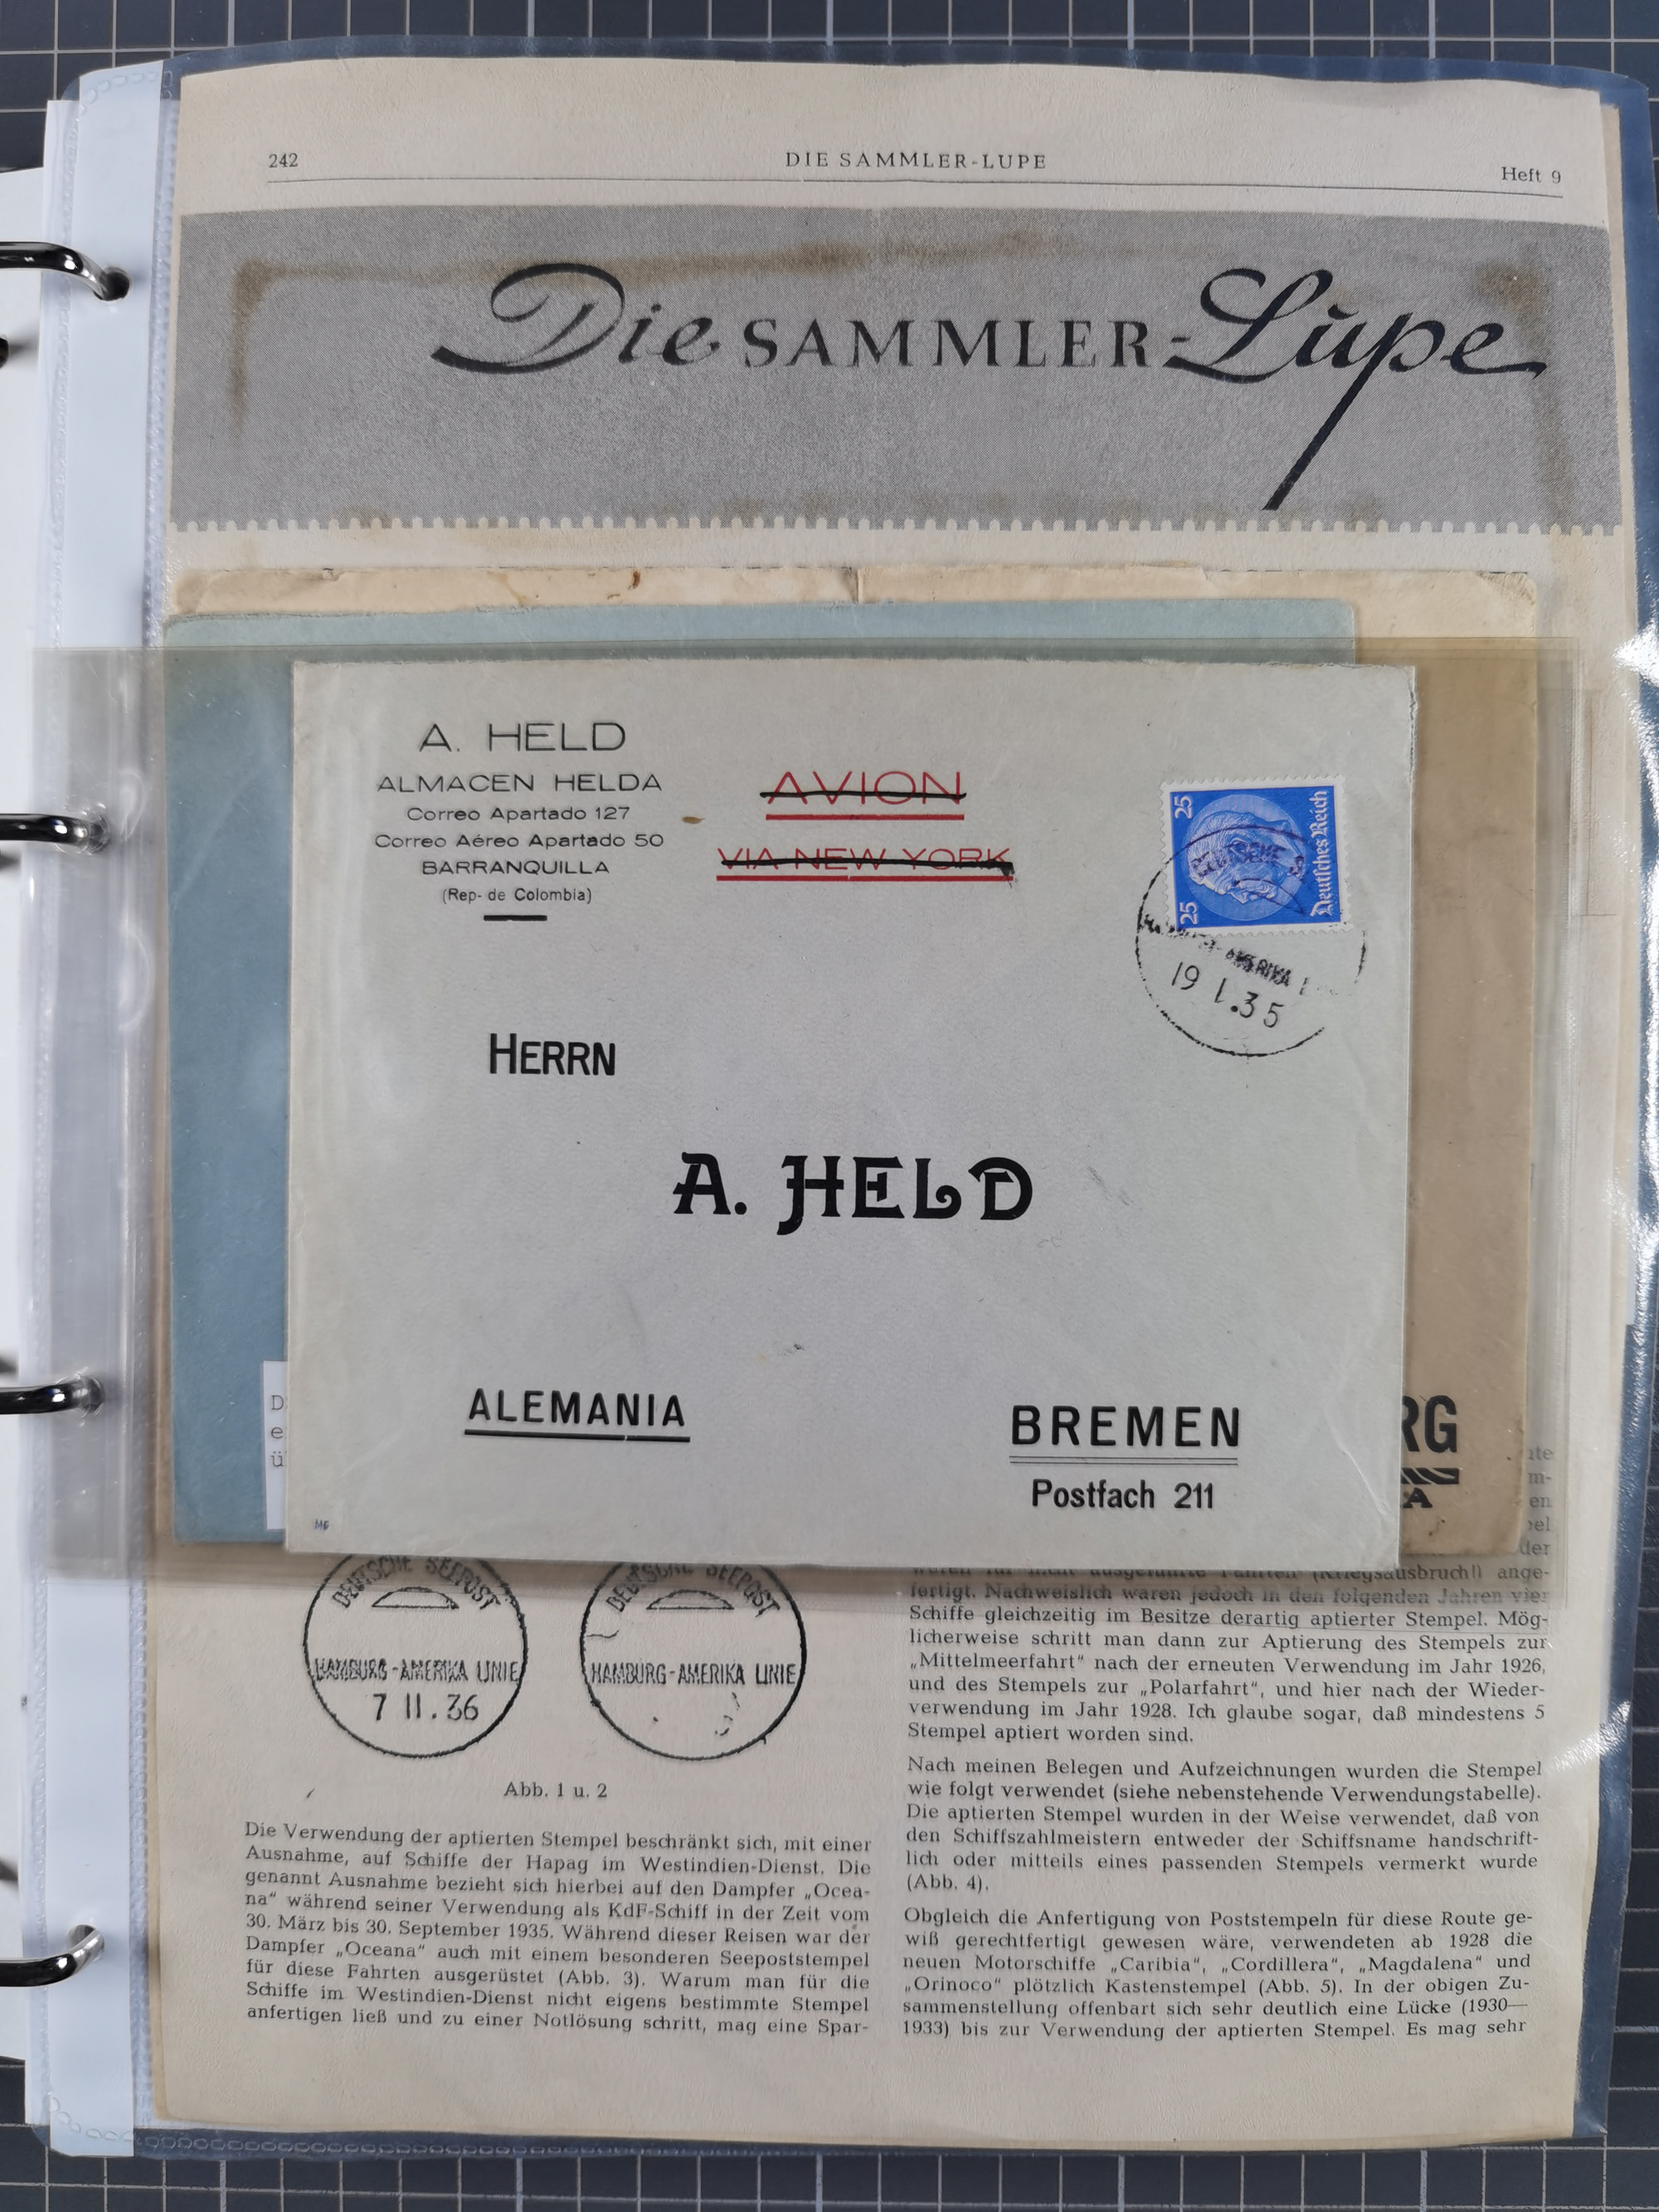 242
DIE SAMMLER-LUPE
Heft 9
Die SAMMLER-Lupe
A. HELD
ALMACEN HELDA
Correo Apartado 127
Correo Aéreo Apartado 50
BARRANQUILLA
(Rep- de Colombia)
AVION
VIA NEW YORK
25
25
Deutsches Reich
DEUTSCHE
AMERIKA
19 1.35
HERRN
A. HELD
ALEMANIA
BREMEN
Postfach 211
RG
A
MG
D
e
ü
DEUTSCHE SEEPOST
HAMBURG-AMERIKA LINIE
7 II.36
DEUTSCHE SEEPOST
HAMBURG-AMERIKA LINIE
Abb. 1 u. 2
Die Verwendung der aptierten Stempel beschränkt sich, mit einer
Ausnahme, auf Schiffe der Hapag im Westindien-Dienst. Die
genannt Ausnahme bezieht sich hierbei auf den Dampfer „Ocea-
na“ während seiner Verwendung als KdF-Schiff in der Zeit vom
30. März bis 30. September 1935. Während dieser Reisen war der
Dampfer „Oceana“ auch mit einem besonderen Seepoststempel
für diese Fahrten ausgerüstet (Abb. 3). Warum man für die
Schiffe im Westindien-Dienst nicht eigens bestimmte Stempel
anfertigen ließ und zu einer Notlösung schritt, mag eine Spar-
m-
en
der
weren für nicht ausgeführte Fahrten (Kriegsausbruch!) ange-
fertigt. Nachweislich waren jedoch in den folgenden Jahren vier
Schiffe gleichzeitig im Besitze derartig aptierter Stempel. Mög-
licherweise schritt man dann zur Aptierung des Stempels zur
„Mittelmeerfahrt“ nach der erneuten Verwendung im Jahr 1926,
und des Stempels zur „Polarfahrt“, und hier nach der Wieder-
verwendung im Jahr 1928. Ich glaube sogar, daß mindestens 5
Stempel aptiert worden sind.
Nach meinen Belegen und Aufzeichnungen wurden die Stempel
wie folgt verwendet (siehe nebenstehende Verwendungstabelle).
Die aptierten Stempel wurden in der Weise verwendet, daß von
den Schiffszahlmeistern entweder der Schiffsname handschrift-
lich oder mitteils eines passenden Stempels vermerkt wurde
(Abb. 4).
Obgleich die Anfertigung von Poststempeln für diese Route ge-
wiß gerechtfertigt gewesen wäre, verwendeten ab 1928 die
neuen Motorschiffe „Caribia“, „Cordillera“, „Magdalena“ und
„Orinoco“ plötzlich Kastenstempel (Abb. 5). In der obigen Zu-
sammenstellung offenbart sich sehr deutlich eine Lücke (1930—
1933) bis zur Verwendung der aptierten Stempel. Es mag sehr